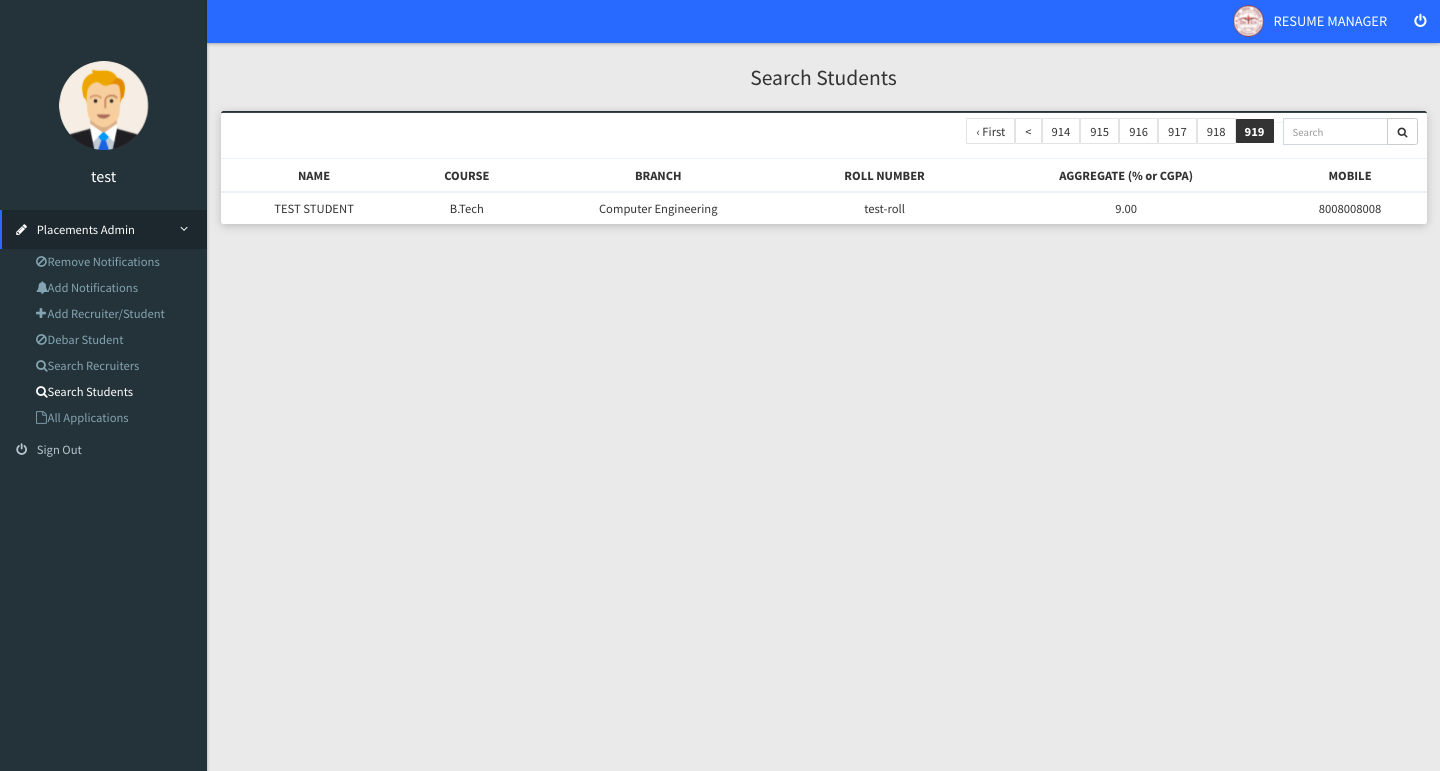 RESUME MANAGER
test
Placements Admin
Remove Notifications
Add Notifications
Add Recruiter/Student
Debar Student
Search Recruiters
Search Students
All Applications
Sign Out
Search Students
‹ First < 914 915 916 917 918 919 Search
NAME COURSE BRANCH ROLL NUMBER AGGREGATE (% or CGPA) MOBILE
TEST STUDENT B.Tech Computer Engineering test-roll 9.00 8008008008